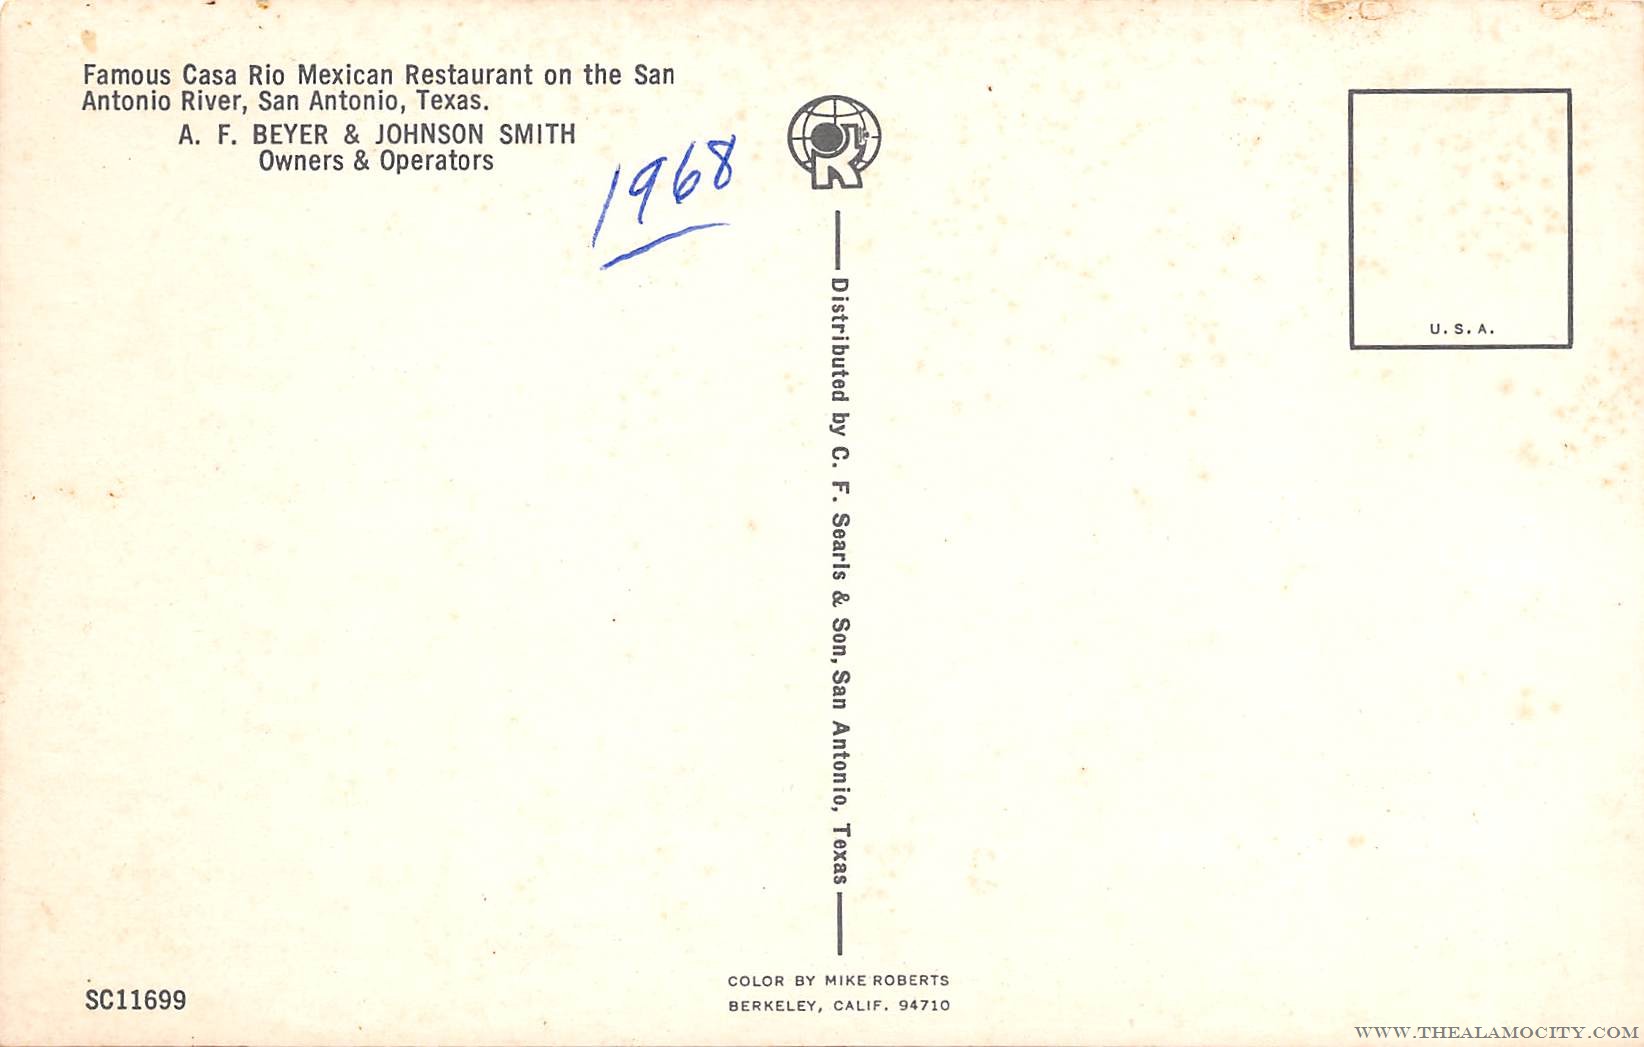 Famous Casa Rio Mexican Restaurant on the San
Antonio River, San Antonio, Texas.
A. F. BEYER & JOHNSON SMITH
Owners & Operators
1968
Distributed by C. F. Searls & Son, San Antonio, Texas
U. S. A.
SC11699
COLOR BY MIKE ROBERTS
BERKELEY, CALIF. 94710
WWW.THEALAMOCITY.COM